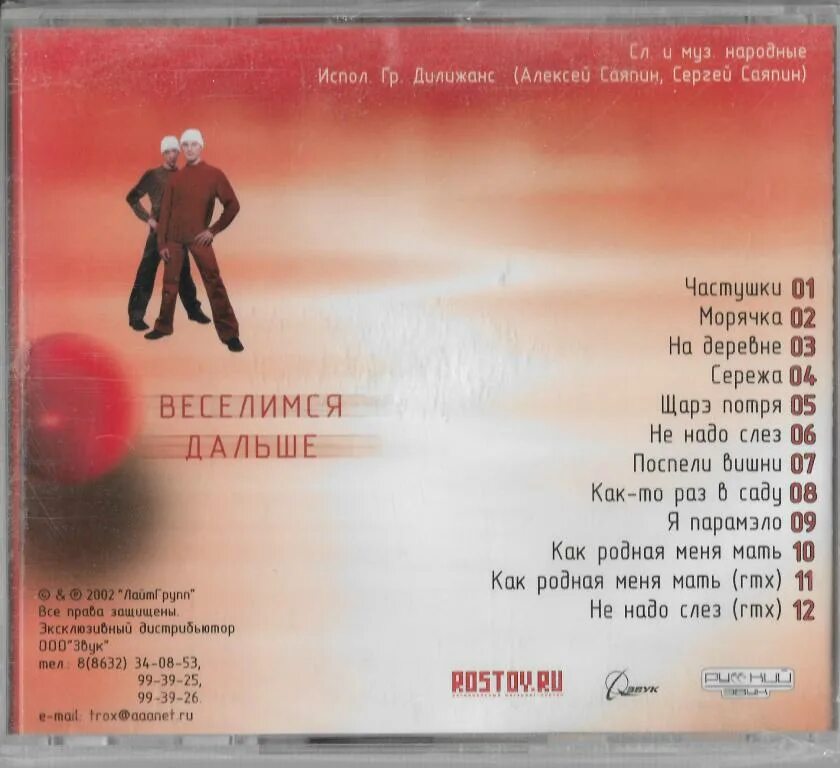 Сл. и муз. народные
Испол. Гр. Дилижанс (Алексей Саяпин, Сергей Саяпин)
Частушки 01
Морячка 02
На деревне 03
Сережа 04
Щарэ потря 05
Не надо слез 06
Поспели вишни 07
Как-то раз в саду 08
Я парамэло 09
Как родная меня мать 10
Как родная меня мать (rmx) 11
Не надо слез (rmx) 12
ВЕСЕЛИМСЯ
ДАЛЬШЕ
© & ℗ 2002 "ЛайтГрупп"
Все права защищены.
Эксклюзивный дистрибьютор
ООО"Звук"
тел.: 8(8632) 34-08-53,
99-39-25,
99-39-26.
e-mail: trox@aaanet.ru
ROSTOV.RU
ЗВУК
РУССКИЙ
ЗВУК